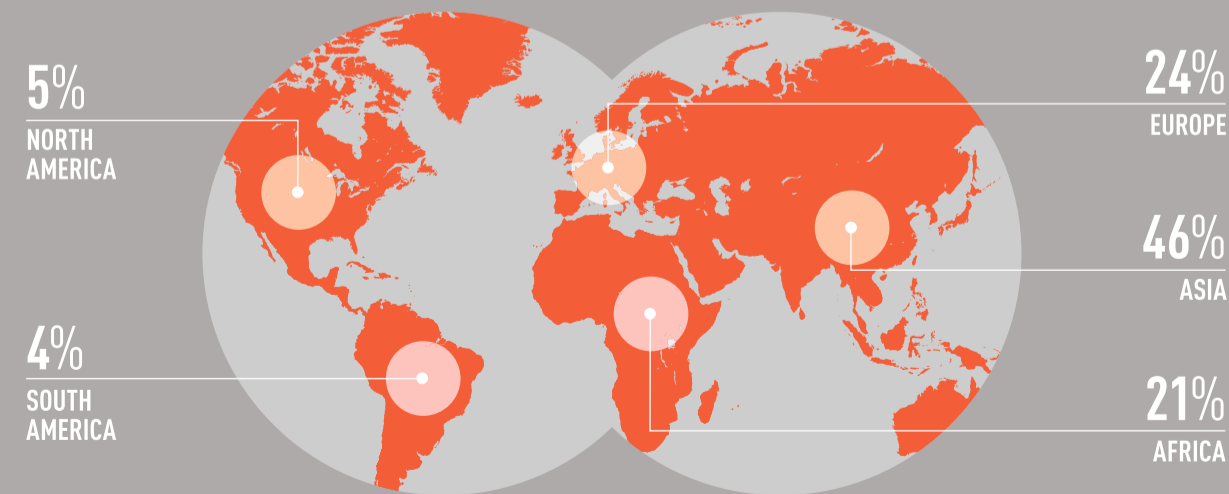 5%
NORTH
AMERICA
4%
SOUTH
AMERICA
24%
EUROPE
46%
ASIA
21%
AFRICA